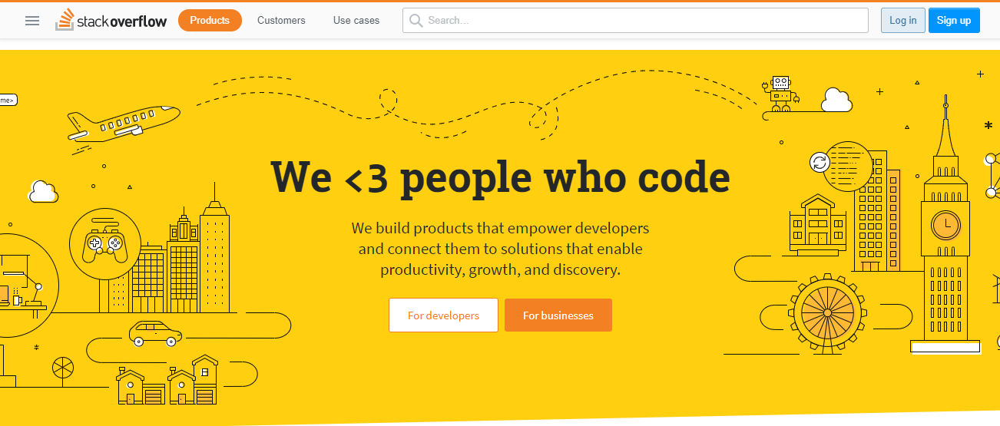 stackoverflow Products Customers Use cases Search... Log in Sign up
me>
We <3 people who code
We build products that empower developers
and connect them to solutions that enable
productivity, growth, and discovery.
For developers For businesses